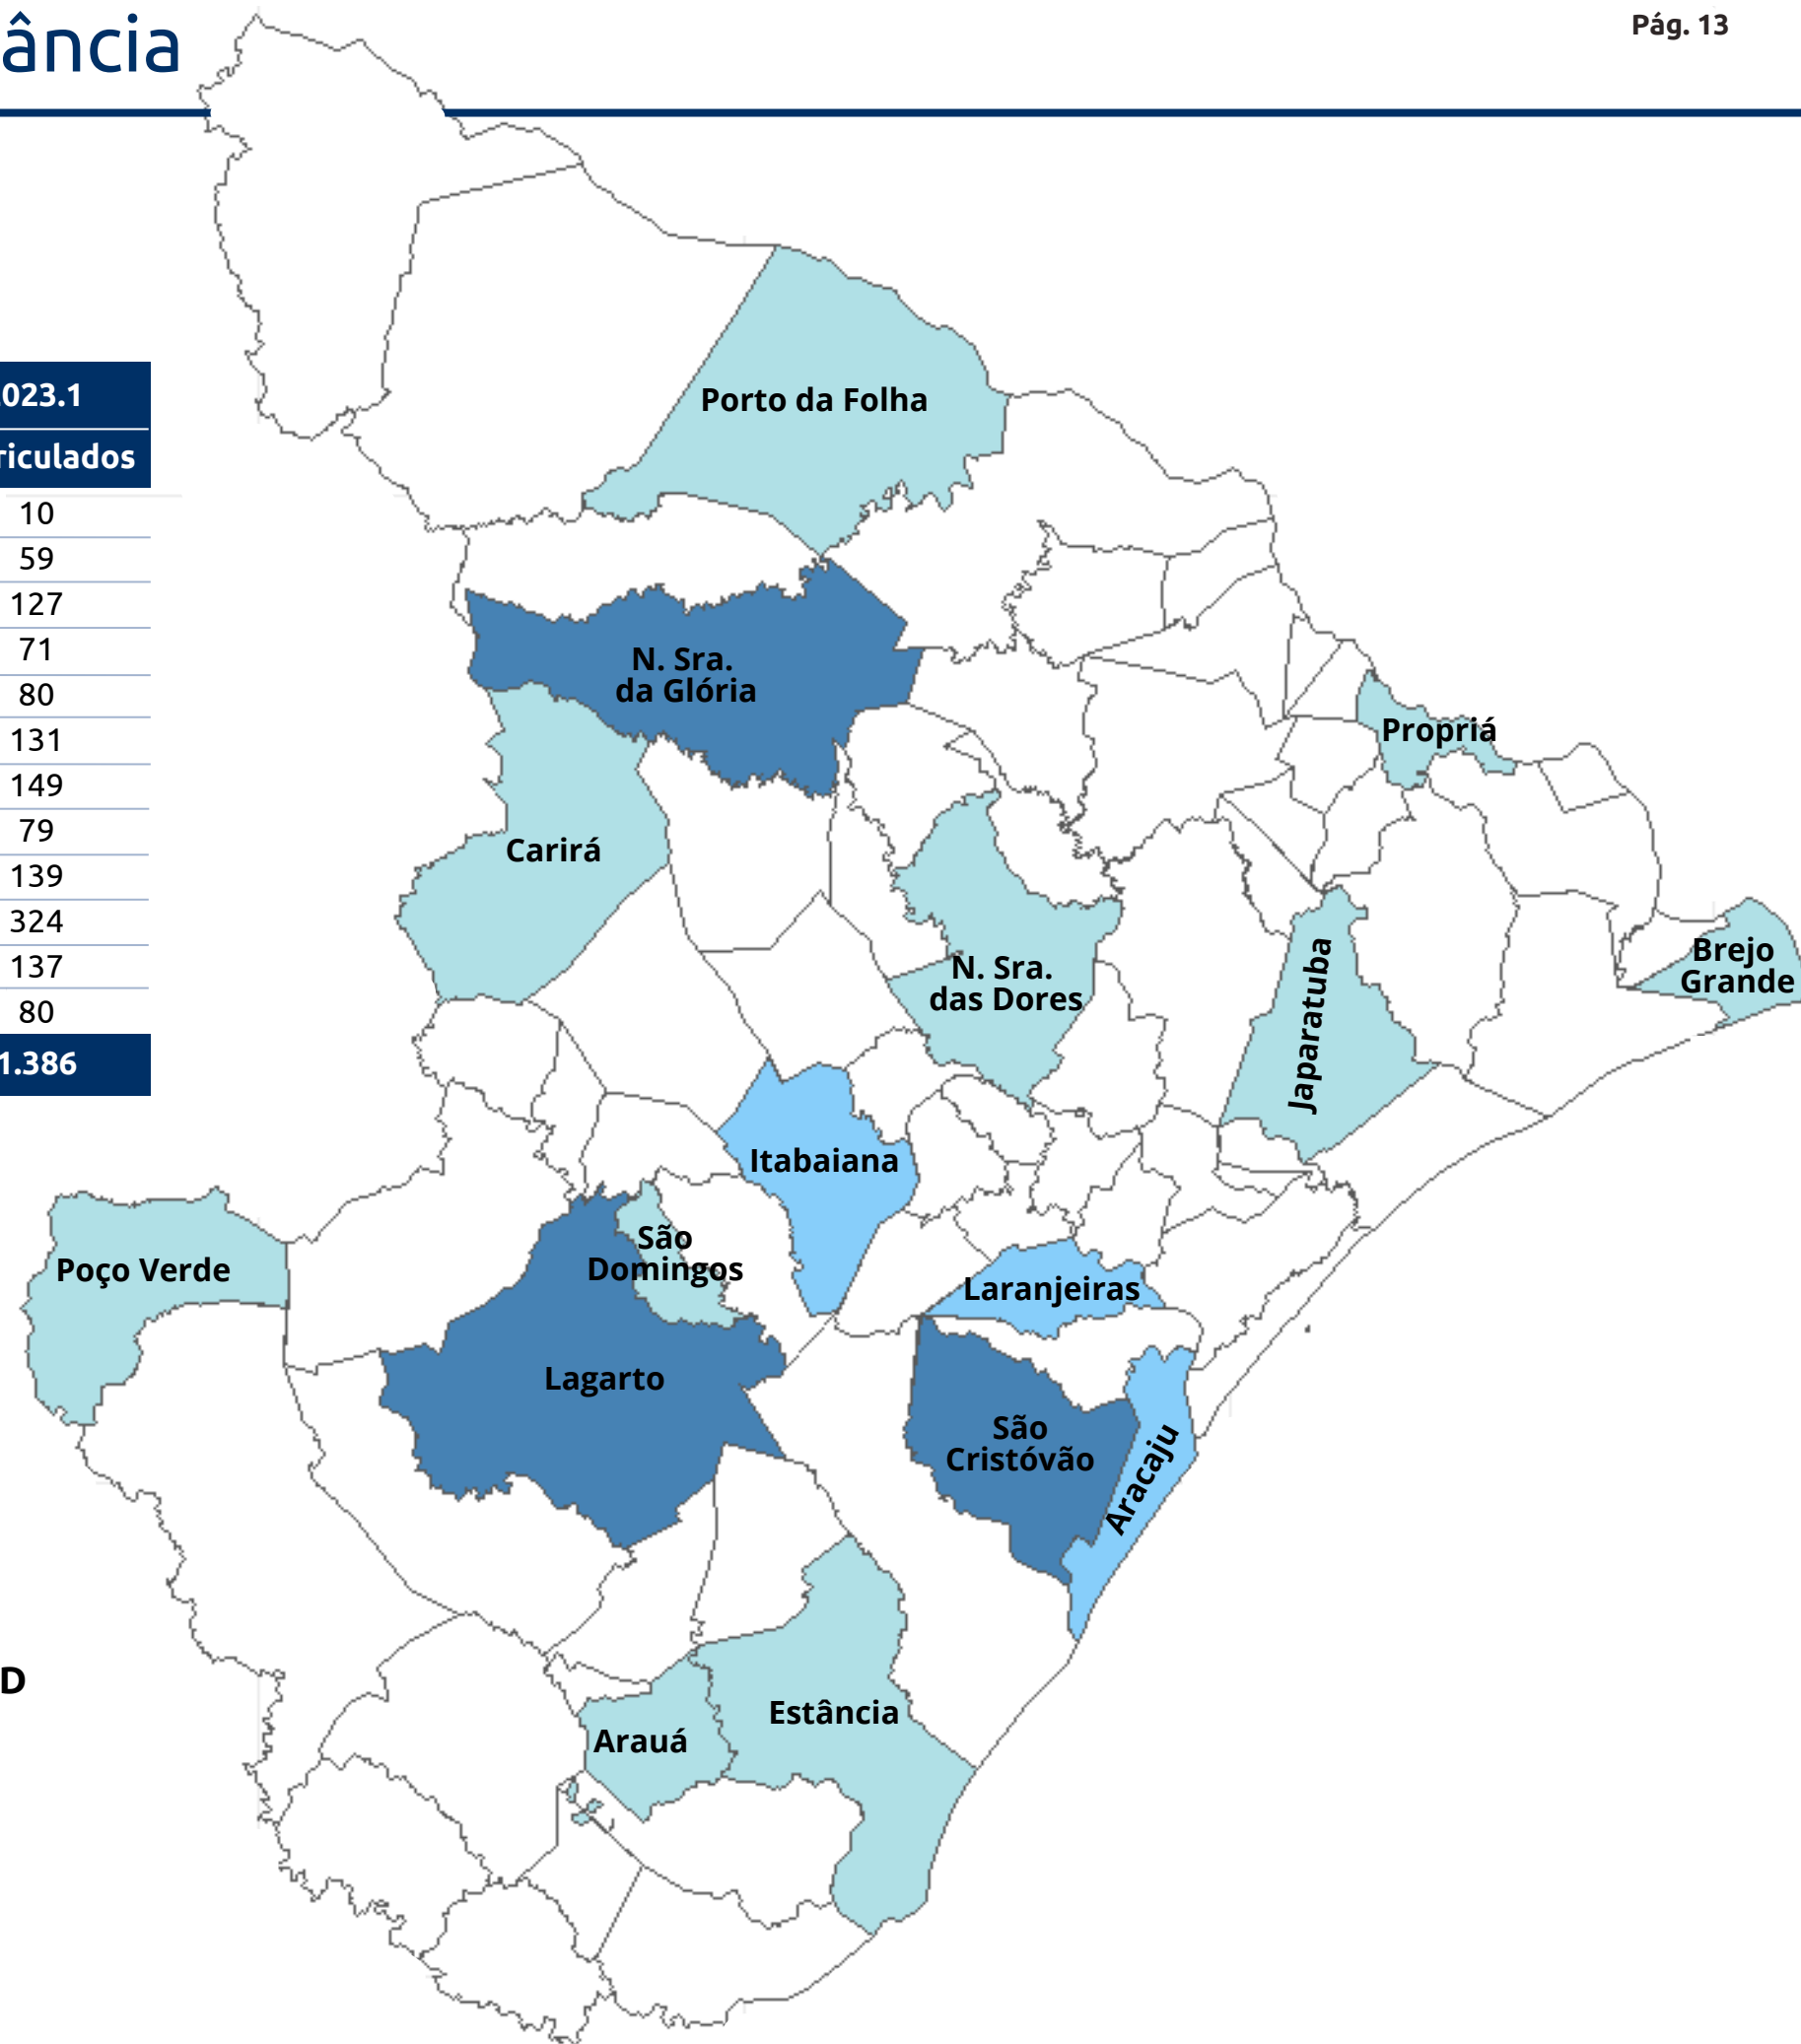 ância
Pág. 13
023.1
riculados
10
59
127
71
80
131
149
79
139
324
137
80
1.386
Porto da Folha
N. Sra.
da Glória
Propriá
Carirá
N. Sra.
das Dores
Japaratuba
Brejo
Grande
Itabaiana
São
Domingos
Poço Verde
Laranjeiras
Lagarto
São
Cristóvão
Aracaju
D
Estância
Arauá